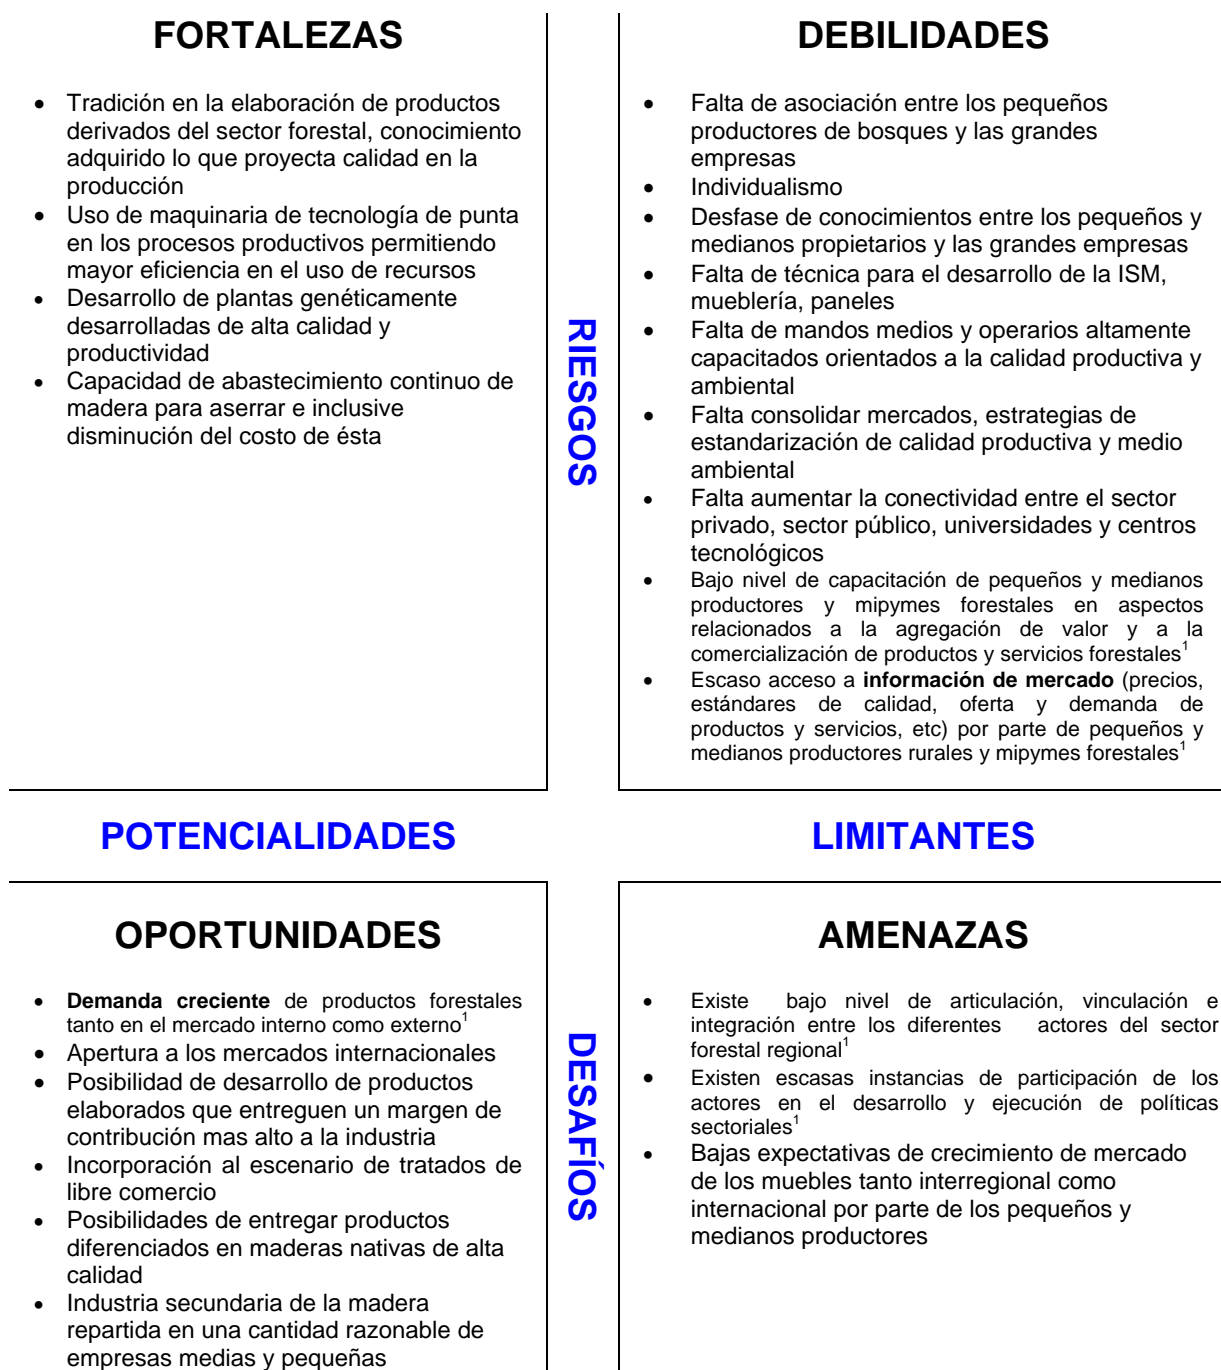 FORTALEZAS
• Tradición en la elaboración de productos
derivados del sector forestal, conocimiento
adquirido lo que proyecta calidad en la
producción
• Uso de maquinaria de tecnología de punta
en los procesos productivos permitiendo
mayor eficiencia en el uso de recursos
• Desarrollo de plantas genéticamente
desarrolladas de alta calidad y
productividad
• Capacidad de abastecimiento continuo de
madera para aserrar e inclusive
disminución del costo de ésta
RIESGOS
DEBILIDADES
• Falta de asociación entre los pequeños
productores de bosques y las grandes
empresas
• Individualismo
• Desfase de conocimientos entre los pequeños y
medianos propietarios y las grandes empresas
• Falta de técnica para el desarrollo de la ISM,
mueblería, paneles
• Falta de mandos medios y operarios altamente
capacitados orientados a la calidad productiva y
ambiental
• Falta consolidar mercados, estrategias de
estandarización de calidad productiva y medio
ambiental
• Falta aumentar la conectividad entre el sector
privado, sector público, universidades y centros
tecnológicos
• Bajo nivel de capacitación de pequeños y medianos
productores y mipymes forestales en aspectos
relacionados a la agregación de valor y a la
comercialización de productos y servicios forestales¹
• Escaso acceso a información de mercado (precios,
estándares de calidad, oferta y demanda de
productos y servicios, etc) por parte de pequeños y
medianos productores rurales y mipymes forestales¹
POTENCIALIDADES
LIMITANTES
OPORTUNIDADES
• Demanda creciente de productos forestales
tanto en el mercado interno como externo¹
• Apertura a los mercados internacionales
• Posibilidad de desarrollo de productos
elaborados que entreguen un margen de
contribución mas alto a la industria
• Incorporación al escenario de tratados de
libre comercio
• Posibilidades de entregar productos
diferenciados en maderas nativas de alta
calidad
• Industria secundaria de la madera
repartida en una cantidad razonable de
empresas medias y pequeñas
DESAFÍOS
AMENAZAS
• Existe bajo nivel de articulación, vinculación e
integración entre los diferentes actores del sector
forestal regional¹
• Existen escasas instancias de participación de los
actores en el desarrollo y ejecución de políticas
sectoriales¹
• Bajas expectativas de crecimiento de mercado
de los muebles tanto interregional como
internacional por parte de los pequeños y
medianos productores